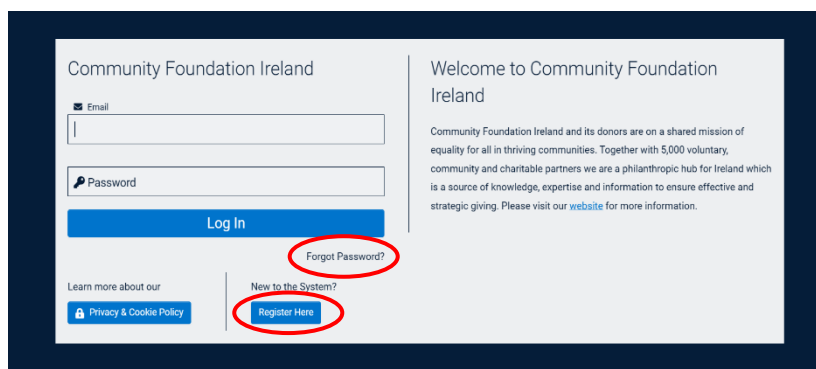 Community Foundation Ireland
Email
Password
Log In
Forgot Password?
Learn more about our
Privacy & Cookie Policy
New to the System?
Register Here
Welcome to Community Foundation
Ireland
Community Foundation Ireland and its donors are on a shared mission of
equality for all in thriving communities. Together with 5,000 voluntary,
community and charitable partners we are a philanthropic hub for Ireland which
is a source of knowledge, expertise and information to ensure effective and
strategic giving. Please visit our website for more information.